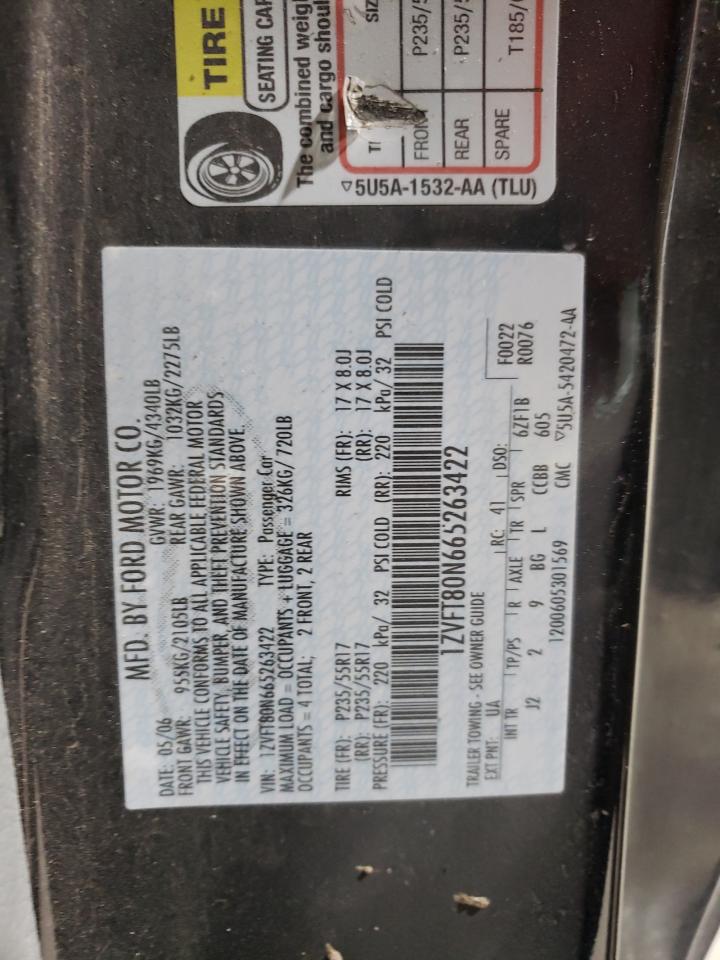 MFD. BY FORD MOTOR CO.
DATE: 05/06 GVWR: 1969KG/4340LB
FRONT GAWR: 955KG/2105LB REAR GAWR: 1032KG/2275LB
THIS VEHICLE CONFORMS TO ALL APPLICABLE FEDERAL MOTOR
VEHICLE SAFETY, BUMPER, AND THEFT PREVENTION STANDARDS
IN EFFECT ON THE DATE OF MANUFACTURE SHOWN ABOVE.
VIN: 1ZVFT80N665263422 TYPE: Passenger Car
MAXIMUM LOAD = OCCUPANTS + LUGGAGE = 326KG/ 720LB
OCCUPANTS = 4 TOTAL; 2 FRONT, 2 REAR
TIRE (FR): P235/55R17 RIMS (FR): 17 X 8.0J
(RR): P235/55R17 (RR): 17 X 8.0J
PRESSURE (FR): 220 kPa/ 32 PSI COLD (RR): 220 kPa/ 32 PSI COLD
1ZVFT80N665263422
TRAILER TOWING - SEE OWNER GUIDE
EXT PNT: UA RC: 41 DSO: F0022
R0076
INT TR TP/PS R AXLE TR SPR 6ZF1B
J2 2 9 BG L CCBB 605
1200605301569 CMC ▽5U5A-5420472-4A
TIRE
SEATING CAP
The combined weigh
and cargo shoul
SIZ
FRON P235/5
REAR P235/5
SPARE T185/
▽5U5A-1532-AA (TLU)